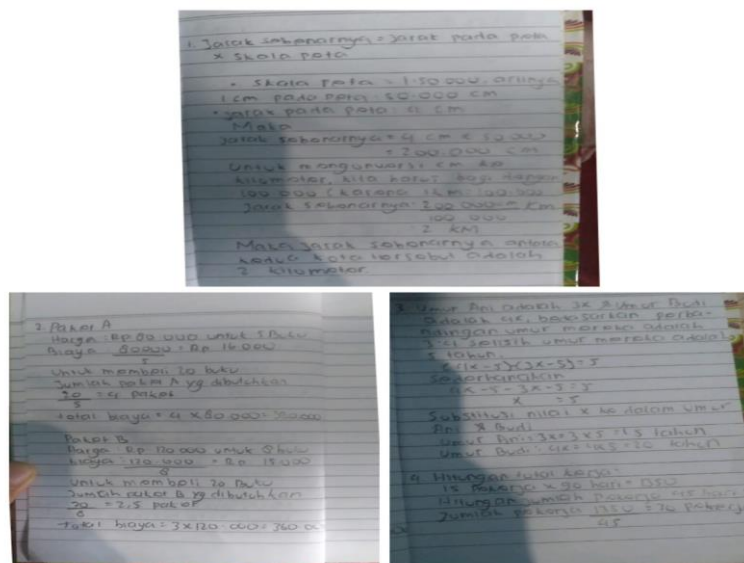 1. Jarak sebenarnya = Jarak pada peta
x skala peta
• Skala Peta = 1:50.000, artinya
1 cm pada peta = 50.000 cm
• Jarak pada peta: 4 cm
Maka
Jarak sebenarnya = 4 cm x 50.000
= 200.000 cm
Untuk mengonversi cm ke
kilometer, kita harus bagi dengan
100.000 (karena 1 km = 100.000
Jarak sebenarnya: 200.000 Km
100 000
2 KM
Maka Jarak sebenarnya antara
kedua kota tersebut adalah
2 kilometer
2. Paket A
Harga: Rp 80.000 untuk 5 Buku
Biaya 80000 = Rp 16.000
5
Untuk membeli 20 buku
Jumlah paket A yg dibutuhkan
20 = 4 paket
5
total biaya = 4 x 80.000 = 320.000
Paket B
Harga: Rp 120.000 untuk 8 buku
biaya: 120.000 = Rp 15.000
8
Untuk membeli 20 Buku
Jumlah paket B yg dibutuhkan
20 = 2,5 paket
8
total biaya = 3 x 120.000 = 360.00
3. Umur Ani adalah 3x & Umur Budi
adalah 4x, berdasarkan perba-
ndingan umur mereka adalah
3:4 selisih umur mereka adalah
5 tahun.
(4x-5)-(3x-5)=5
Sederhanakan
4x-5-3x-5=5
x = 5
Substitusi nilai x ke dalam umur
Ani & Budi
Umur Ani: 3x = 3 x 5 = 15 tahun
Umur Budi: 4x = 4x5 = 20 tahun
4. Hitungan total kerja:
15 Pekerja x 90 hari = 1350
Hitungan jumlah Pekerja 45 hari
Jumlah pekerja 1350 = 30 pekerj
45